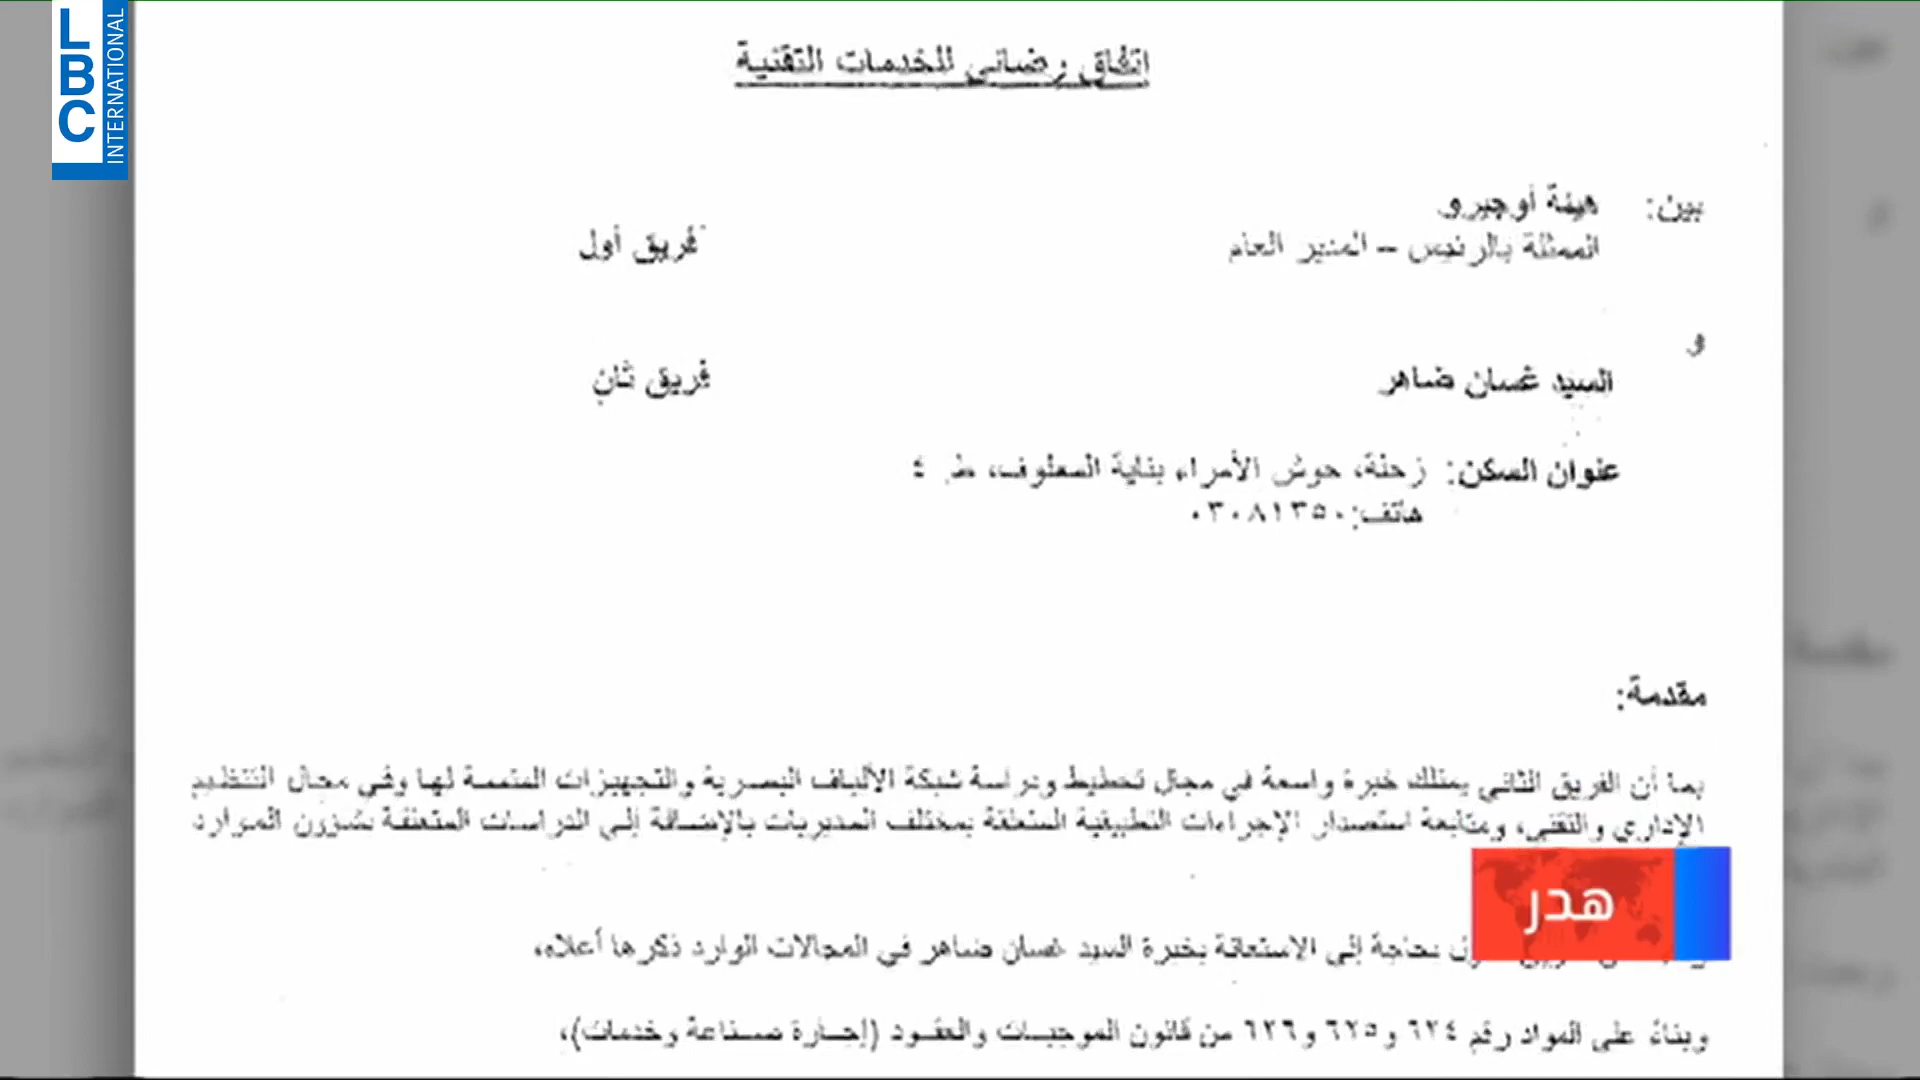 LBC
INTERNATIONAL
اتفاق رضائي للخدمات التقنية
بين: هيئة أوجيرو
الممثلة بالرئيس – المدير العام فريق أول
و
السيد غسان ضاهر فريق ثان
عنوان السكن: زحلة، حوش الأمراء بناية المعلوف، ط ٤
هاتف: ٠٣٠٨١٣٥٠
مقدمة:
بما أن الفريق الثاني يمتلك خبرة واسعة في مجال تخطيط ودراسة شبكة الألياف البصرية والتجهيزات المتممة لها وفي مجال التنظيم
الإداري والتقني، ومتابعة استصدار الإجراءات التطبيقية المتعلقة بمختلف المديريات بالإضافة إلى الدراسات المتعلقة بشؤون الموارد
هدر
بحاجة إلى الاستعانة بخبرة السيد غسان ضاهر في المجالات الوارد ذكرها أعلاه،
وبناءً على المواد رقم ٦٢٤ و٦٢٥ و٦٢٦ من قانون الموجبات والعقود (إجارة صناعة وخدمات)،